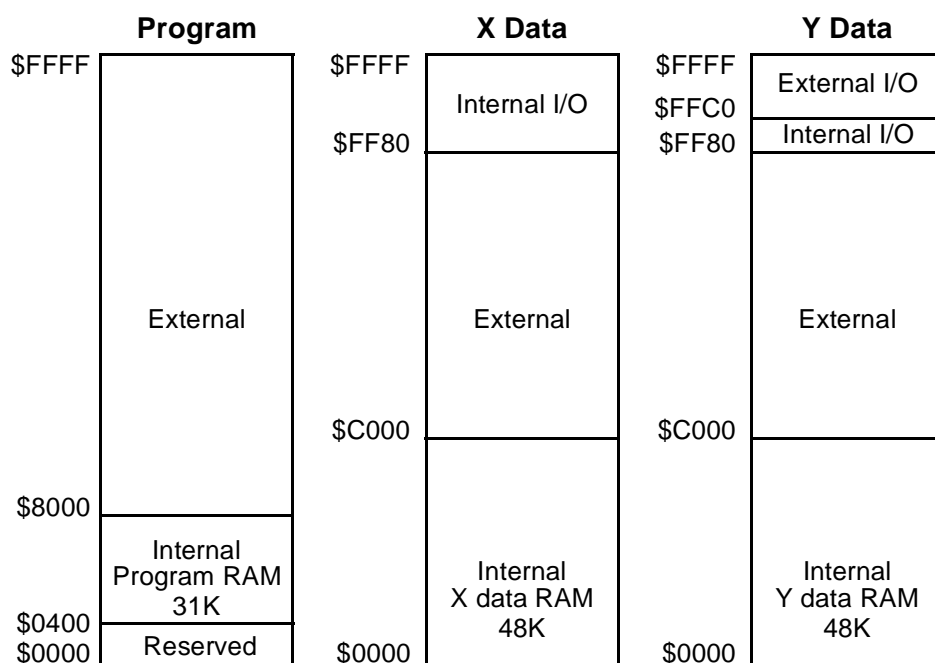 Program
$FFFF
External
$8000
Internal
Program RAM
31K
$0400
Reserved
$0000
X Data
$FFFF
Internal I/O
$FF80
External
$C000
Internal
X data RAM
48K
$0000
Y Data
$FFFF
External I/O
$FFC0
Internal I/O
$FF80
External
$C000
Internal
Y data RAM
48K
$0000